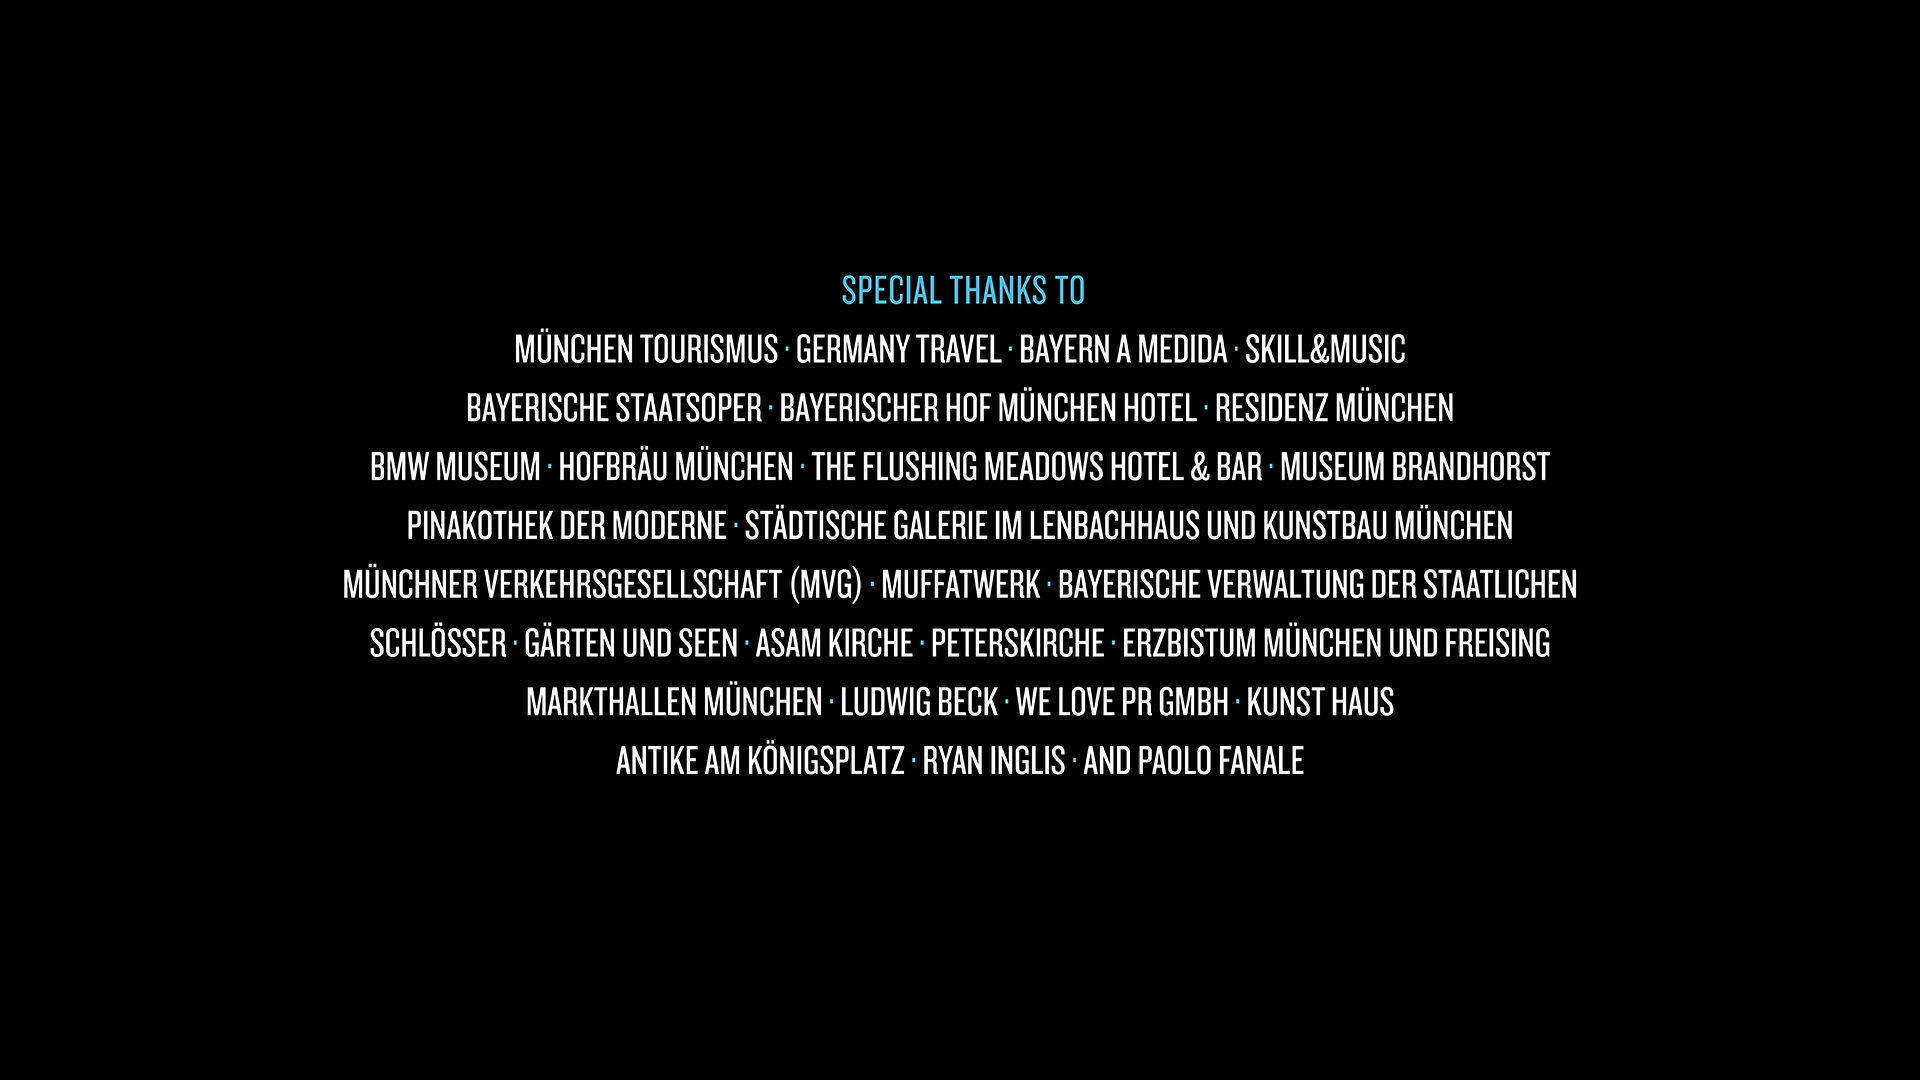 SPECIAL THANKS TO
MÜNCHEN TOURISMUS · GERMANY TRAVEL · BAYERN A MEDIDA · SKILL&MUSIC
BAYERISCHE STAATSOPER · BAYERISCHER HOF MÜNCHEN HOTEL · RESIDENZ MÜNCHEN
BMW MUSEUM · HOFBRÄU MÜNCHEN · THE FLUSHING MEADOWS HOTEL & BAR · MUSEUM BRANDHORST
PINAKOTHEK DER MODERNE · STÄDTISCHE GALERIE IM LENBACHHAUS UND KUNSTBAU MÜNCHEN
MÜNCHNER VERKEHRSGESELLSCHAFT (MVG) · MUFFATWERK · BAYERISCHE VERWALTUNG DER STAATLICHEN
SCHLÖSSER · GÄRTEN UND SEEN · ASAM KIRCHE · PETERSKIRCHE · ERZBISTUM MÜNCHEN UND FREISING
MARKTHALLEN MÜNCHEN · LUDWIG BECK · WE LOVE PR GMBH · KUNST HAUS
ANTIKE AM KÖNIGSPLATZ · RYAN INGLIS · AND PAOLO FANALE